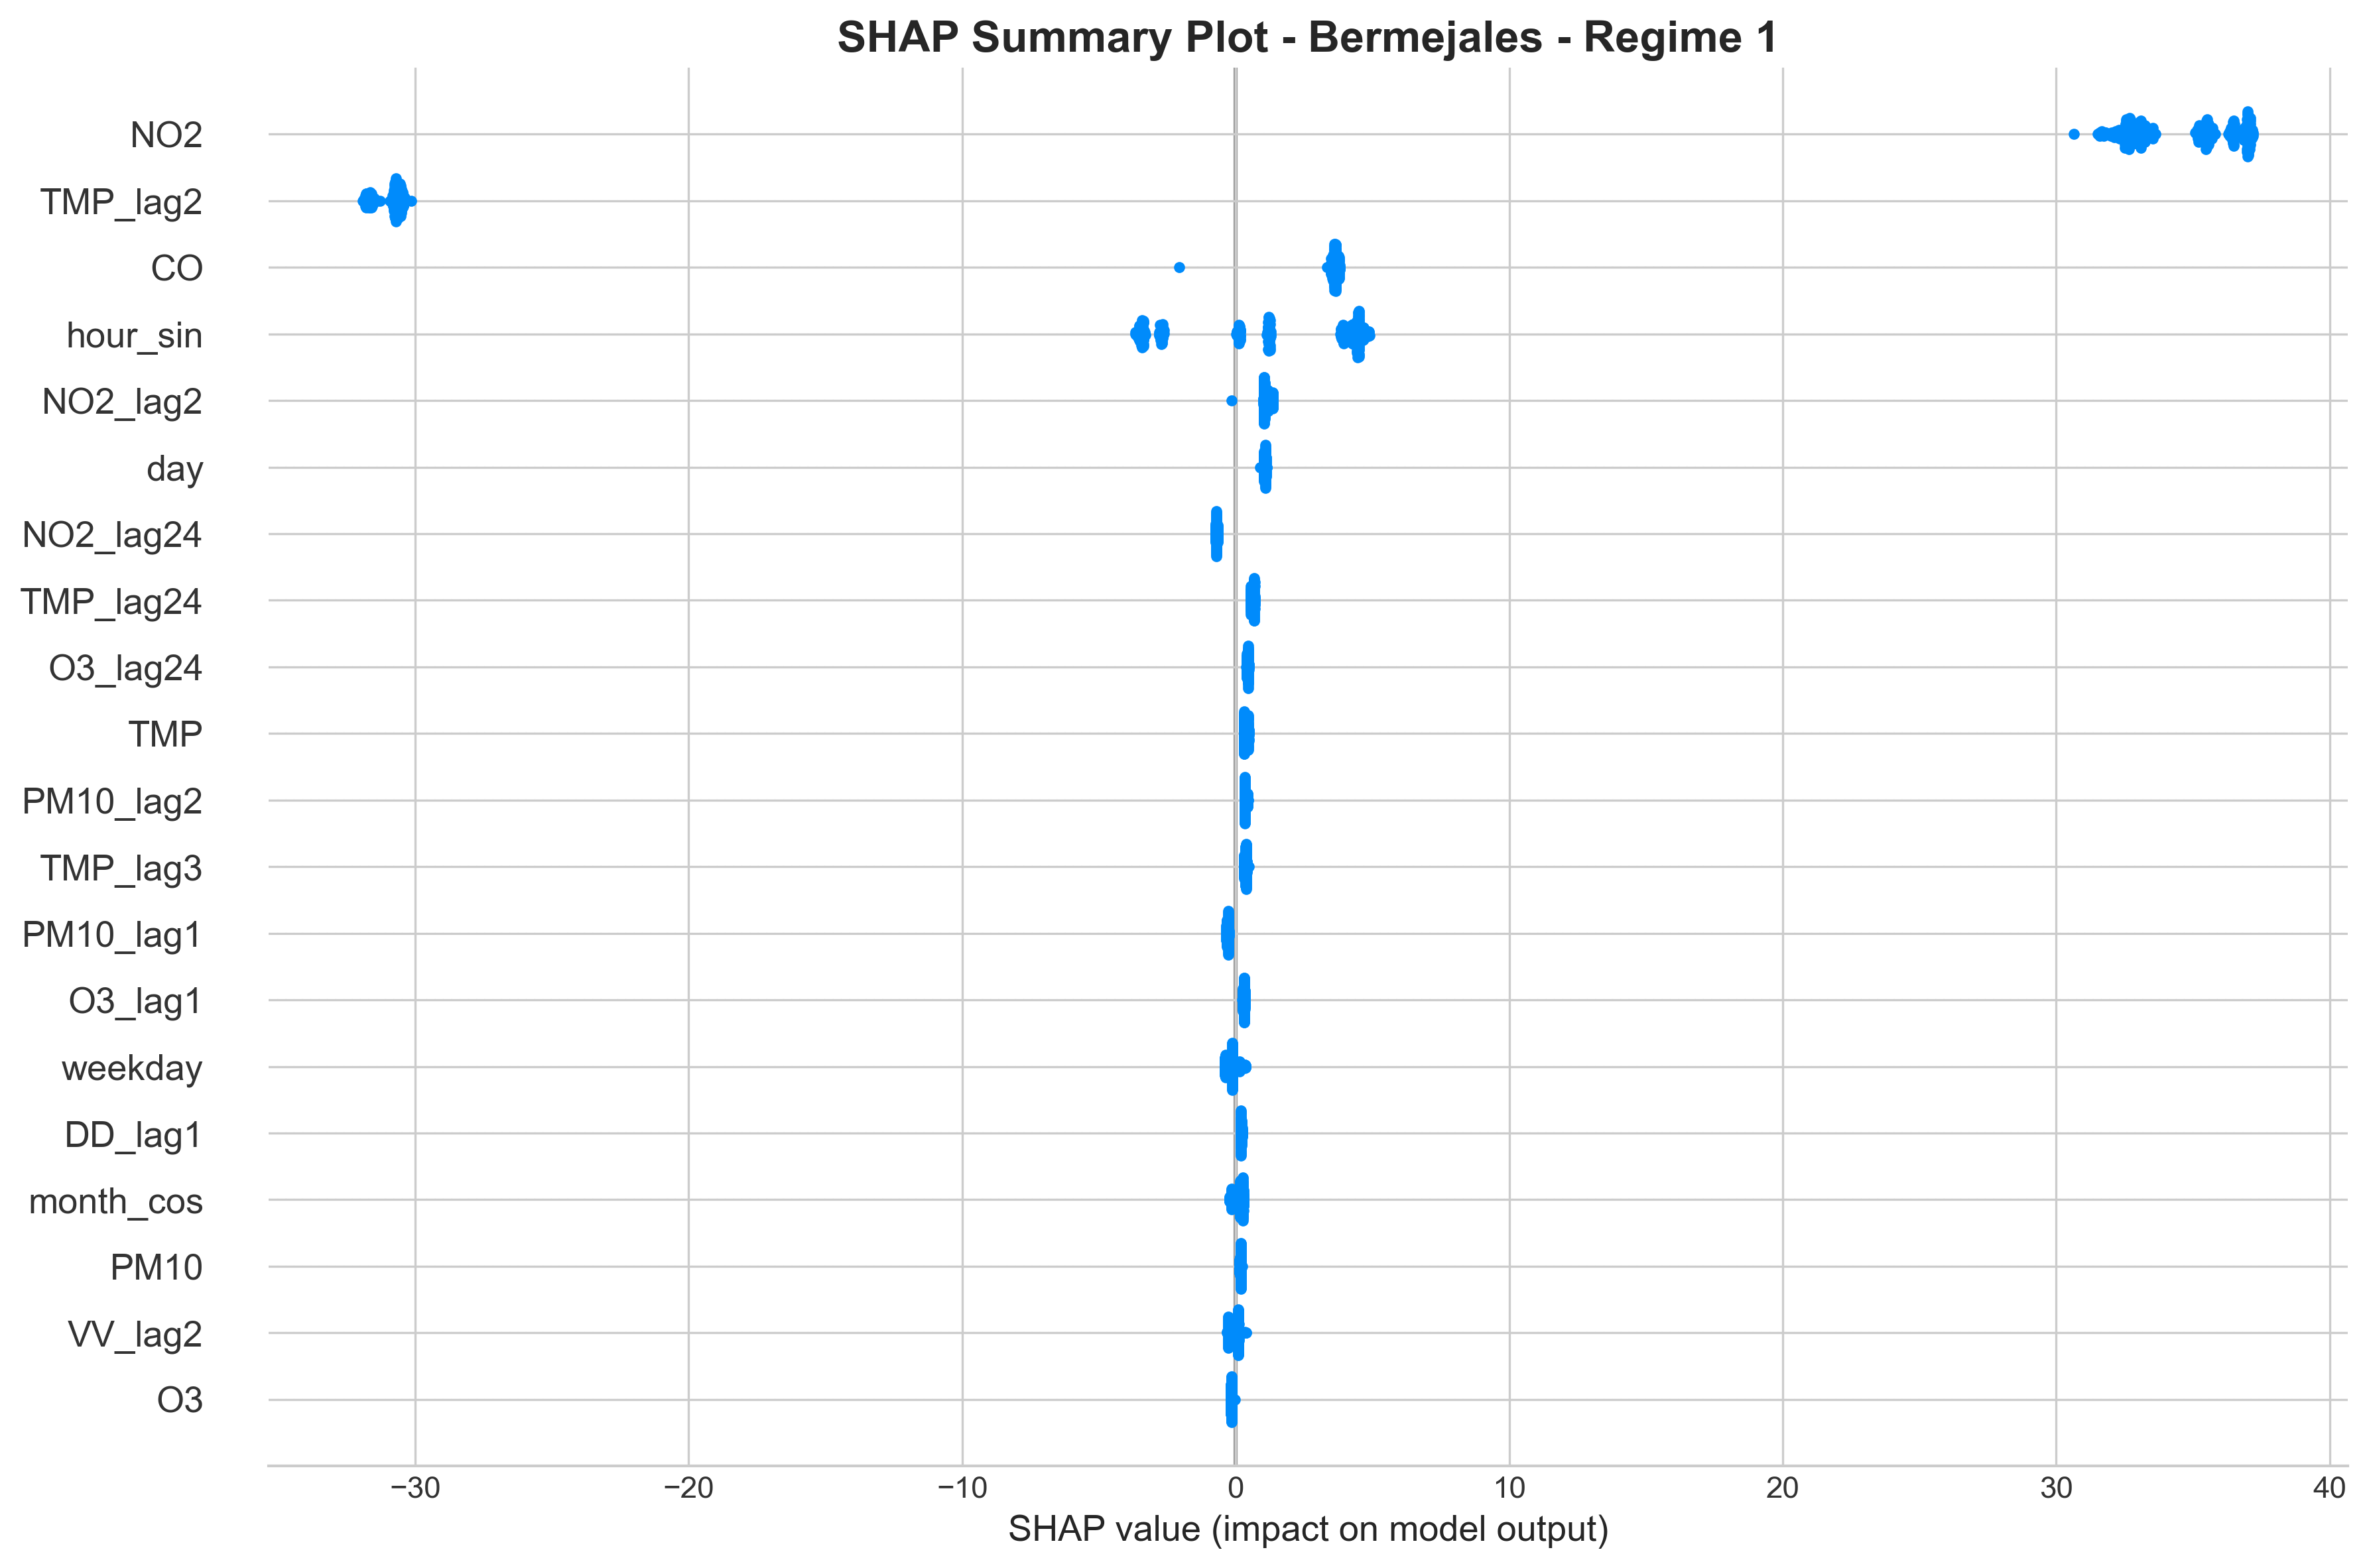 SHAP Summary Plot - Bermejales - Regime 1
NO2
TMP_lag2
CO
hour_sin
NO2_lag2
day
NO2_lag24
TMP_lag24
O3_lag24
TMP
PM10_lag2
TMP_lag3
PM10_lag1
O3_lag1
weekday
DD_lag1
month_cos
PM10
VV_lag2
O3
−30 −20 −10 0 10 20 30 40
SHAP value (impact on model output)